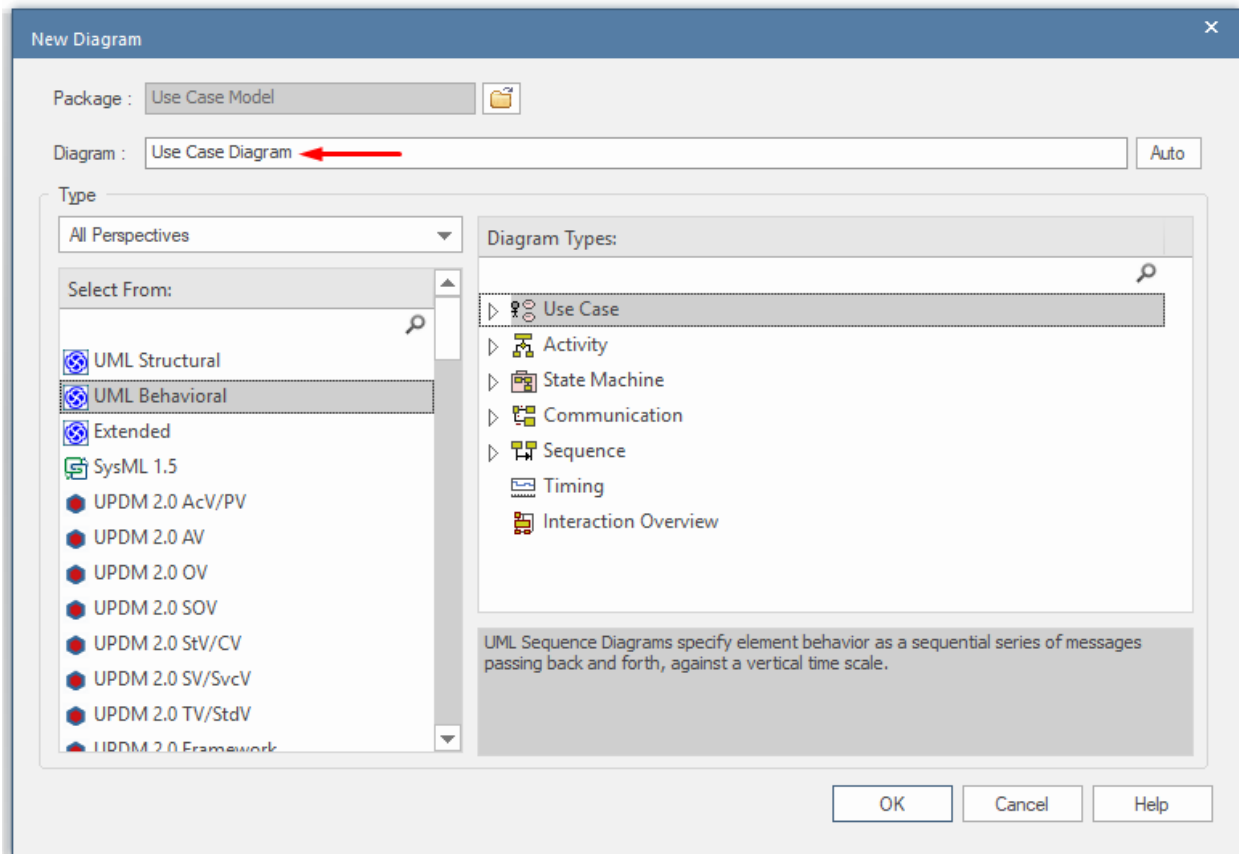 New Diagram
Package :
Use Case Model
Diagram :
Use Case Diagram
Auto
Type
All Perspectives
Select From:
UML Structural
UML Behavioral
Extended
SysML 1.5
UPDM 2.0 AcV/PV
UPDM 2.0 AV
UPDM 2.0 OV
UPDM 2.0 SOV
UPDM 2.0 StV/CV
UPDM 2.0 SV/SvcV
UPDM 2.0 TV/StdV
UPDM 2.0 Framework
Diagram Types:
Use Case
Activity
State Machine
Communication
Sequence
Timing
Interaction Overview
UML Sequence Diagrams specify element behavior as a sequential series of messages
passing back and forth, against a vertical time scale.
OK
Cancel
Help